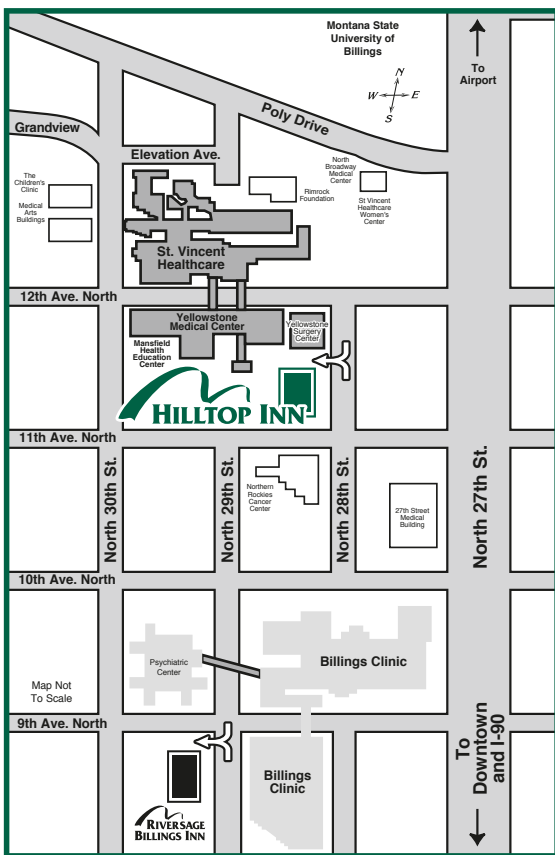 Montana State
University of
Billings
To
Airport
N
W
E
S
Poly Drive
Grandview
Elevation Ave.
North
Broadway
Medical
Center
The
Children's
Clinic
Medical
Arts
Buildings
Rimrock
Foundation
St Vincent
Healthcare
Women's
Center
St. Vincent
Healthcare
12th Ave. North
Yellowstone
Medical Center
Yellowstone
Surgery
Center
Mansfield
Health
Education
Center
HILLTOP INN
11th Ave. North
North 30th St.
North 29th St.
North 28th St.
North 27th St.
Northern
Rockies
Cancer
Center
27th Street
Medical
Building
10th Ave. North
Psychiatric
Center
Billings Clinic
Map Not
To Scale
9th Ave. North
To
Downtown
and I-90
Billings
Clinic
RIVERSAGE
BILLINGS INN